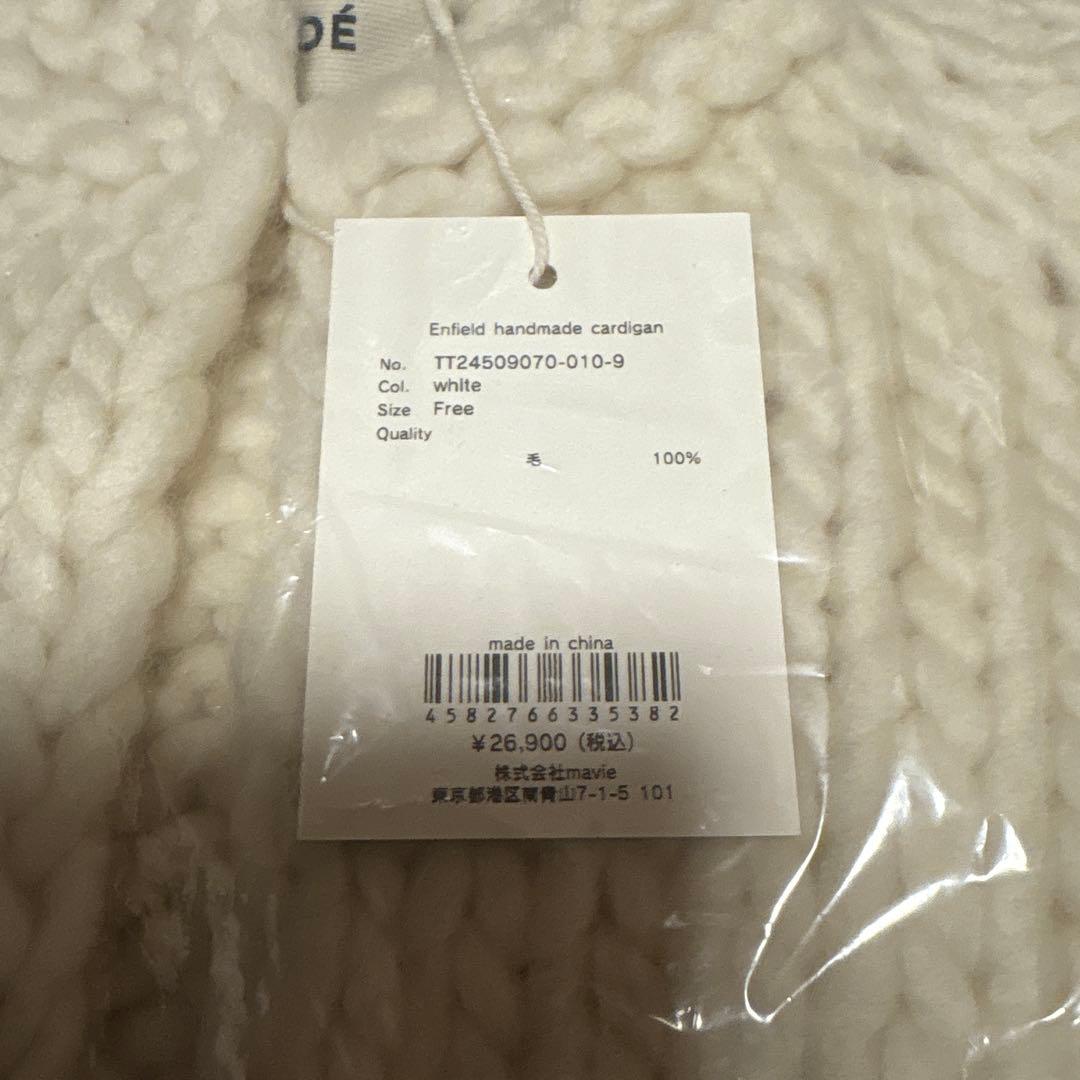 OÉ
Enfield handmade cardigan
No. TT24509070-010-9
Col. white
Size Free
Quality
毛 100%
made in china
4582766335382
¥26,900 (税込)
株式会社mavie
東京都港区南青山7-1-5 101